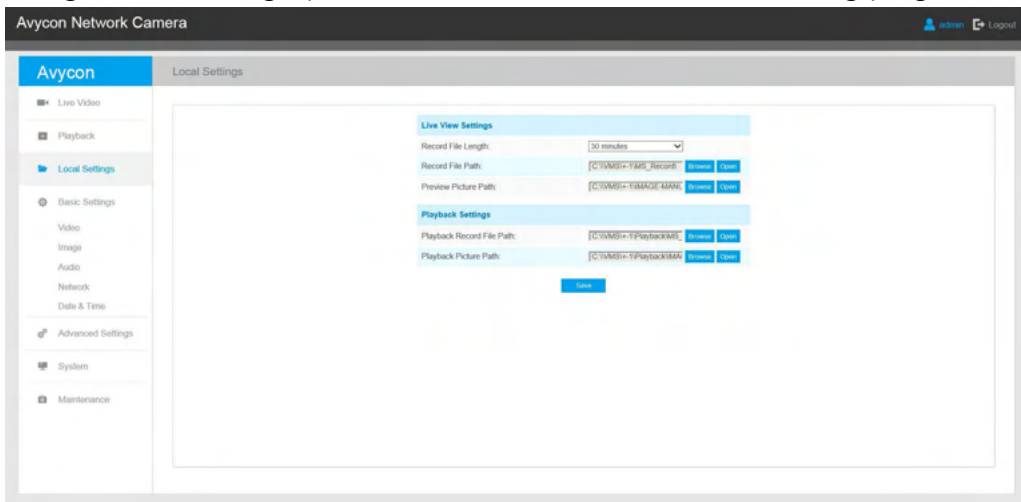 Avycon Network Camera
admin Logout
Avycon
Local Settings
Live Video
Playback
Local Settings
Basic Settings
Video
Image
Audio
Network
Date & Time
Advanced Settings
System
Maintenance
Live View Settings
Record File Length: 30 minutes
Record File Path: Browse Open
Preview Picture Path: Browse Open
Playback Settings
Playback Record File Path: Browse Open
Playback Picture Path: Browse Open
Save